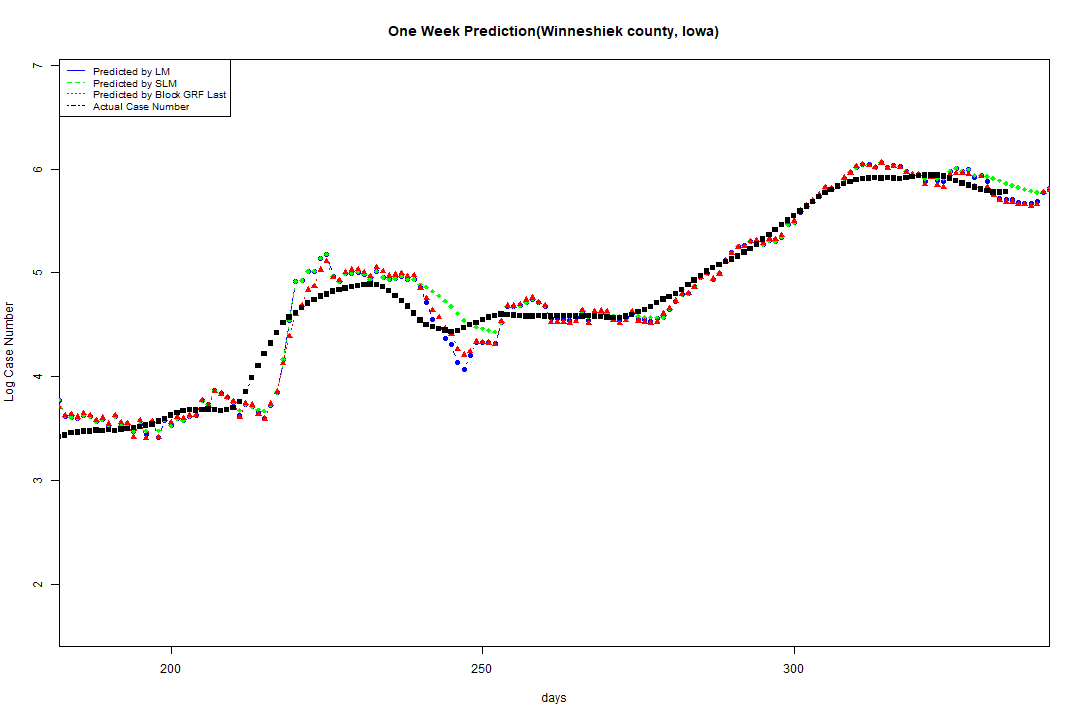 One Week Prediction(Winneshiek county, Iowa)
Predicted by LM
Predicted by SLM
Predicted by Block GRF Last
Actual Case Number
7
6
5
4
3
2
Log Case Number
200 250 300
days